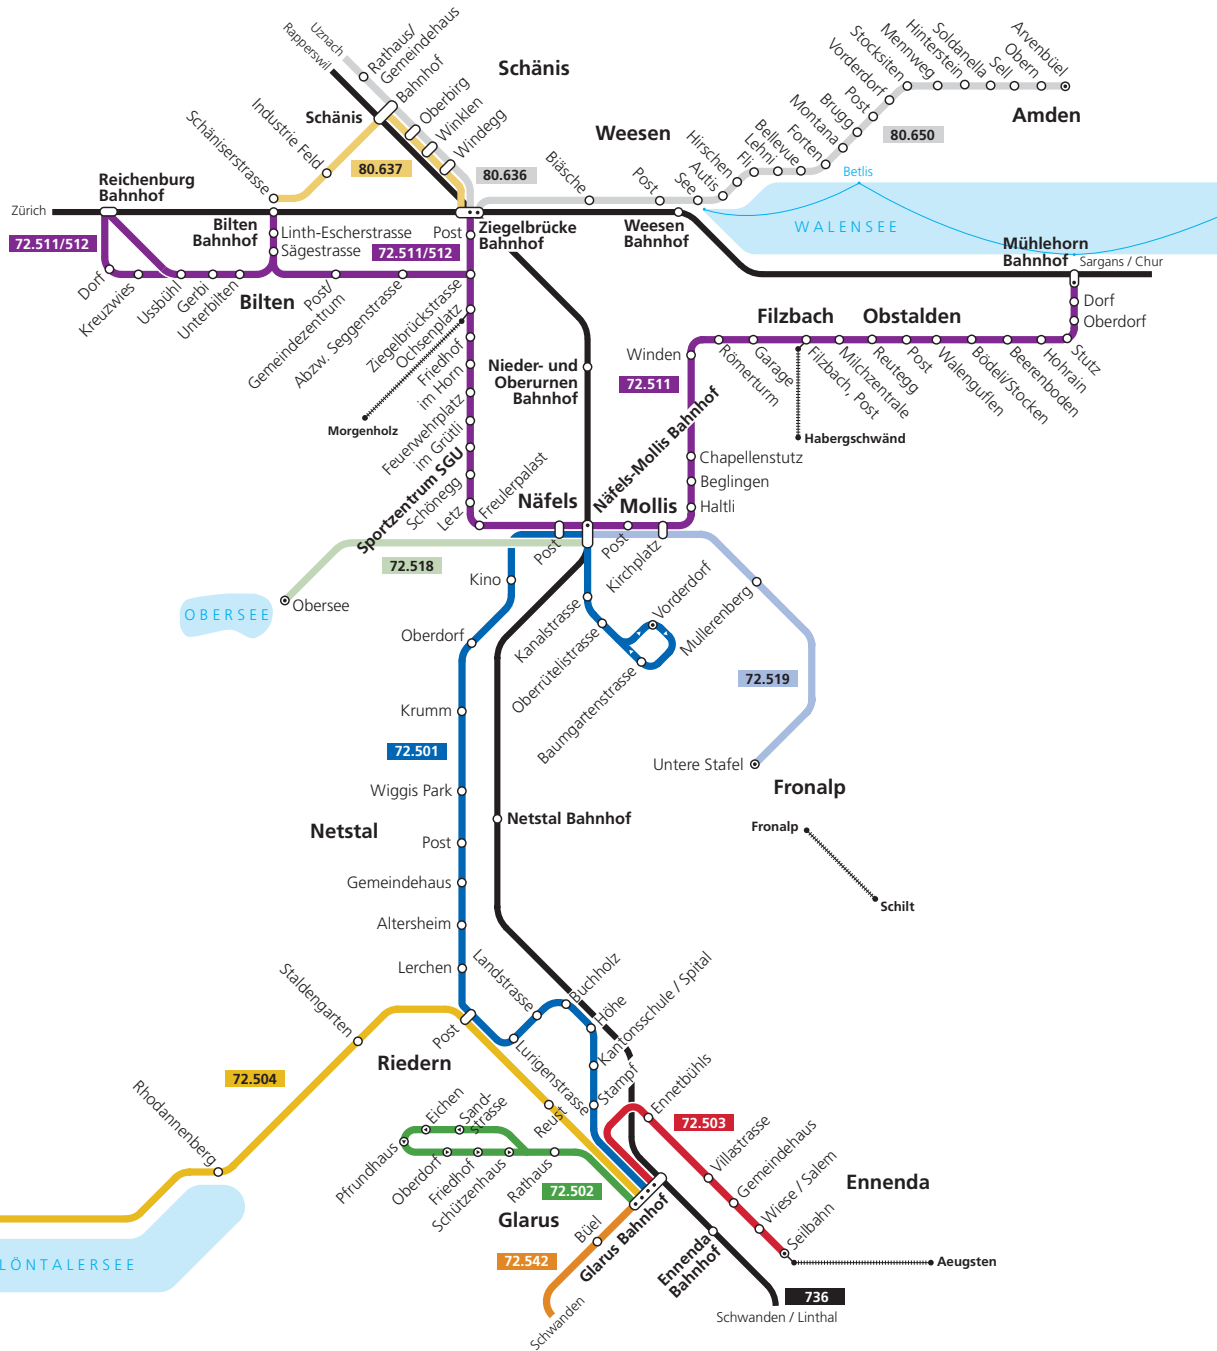 Uznach
Rapperswil
Rathaus/
Gemeindehaus
Bahnhof
Oberbirg
Winklen
Windegg
Schänis
Schänis
Industrie Feld
Schäniserstrasse
80.637
80.636
Weesen
Biäsche
Post
See
Autis
Hirschen
Fli
Lehni
Bellevue
Forten
Montana
Brugg
Post
Vorderdorf
Stocksiten
Mennweg
Hinterstein
Soldanella
Sell
Obern
Arvenbüel
Amden
80.650
Betlis
WALENSEE
Reichenburg
Bahnhof
Zürich
72.511/512
Bilten
Bahnhof
Linth-Escherstrasse
Sägestrasse
72.511/512
Post
Ziegelbrücke
Bahnhof
Weesen
Bahnhof
Mühlehorn
Bahnhof
Sargans / Chur
Dorf
Kreuzwies
Ussbühl
Gerbi
Unterbilten
Bilten
Post/
Gemeindezentrum
Abzw. Seggenstrasse
Ziegelbrückstrasse
Ochsenplatz
Friedhof
im Horn
Feuerwehrplatz
im Grütli
Sportzentrum SGU
Schönegg
Letz
Freulerpalast
Morgenholz
Nieder- und
Oberurnen
Bahnhof
Dorf
Oberdorf
Stutz
Hohrain
Beerenboden
Bödeli/Stocken
Walenguflen
Post
Reutegg
Milchzentrale
Filzbach, Post
Garage
Römerturm
Filzbach
Obstalden
Winden
72.511
Habergschwänd
Chapellenstutz
Beglingen
Haltli
Näfels
Näfels-Mollis Bahnhof
Mollis
Post
Post
Kirchplatz
72.518
Obersee
OBERSEE
Kino
Oberdorf
Kanalstrasse
Oberrütelistrasse
Baumgartenstrasse
Vorderdorf
Mullerenberg
72.519
Untere Stafel
Fronalp
Fronalp
Schilt
Krumm
72.501
Wiggis Park
Netstal
Netstal Bahnhof
Post
Gemeindehaus
Altersheim
Lerchen
Landstrasse
Buchholz
Höhe
Kantonsschule / Spital
Stampf
Lurigenstrasse
Staldengarten
Post
Riedern
72.504
Rhodannenberg
Reust
Ennetbühls
72.503
Villastrasse
Gemeindehaus
Wiese / Salem
Seilbahn
Ennenda
Aeugsten
Eichen
Sand-
strasse
Pfrundhaus
Oberdorf
Friedhof
Schützenhaus
Rathaus
72.502
Glarus
Büel
72.542
Glarus Bahnhof
Ennenda
Bahnhof
Schwanden
736
Schwanden / Linthal
LÖNTALERSEE